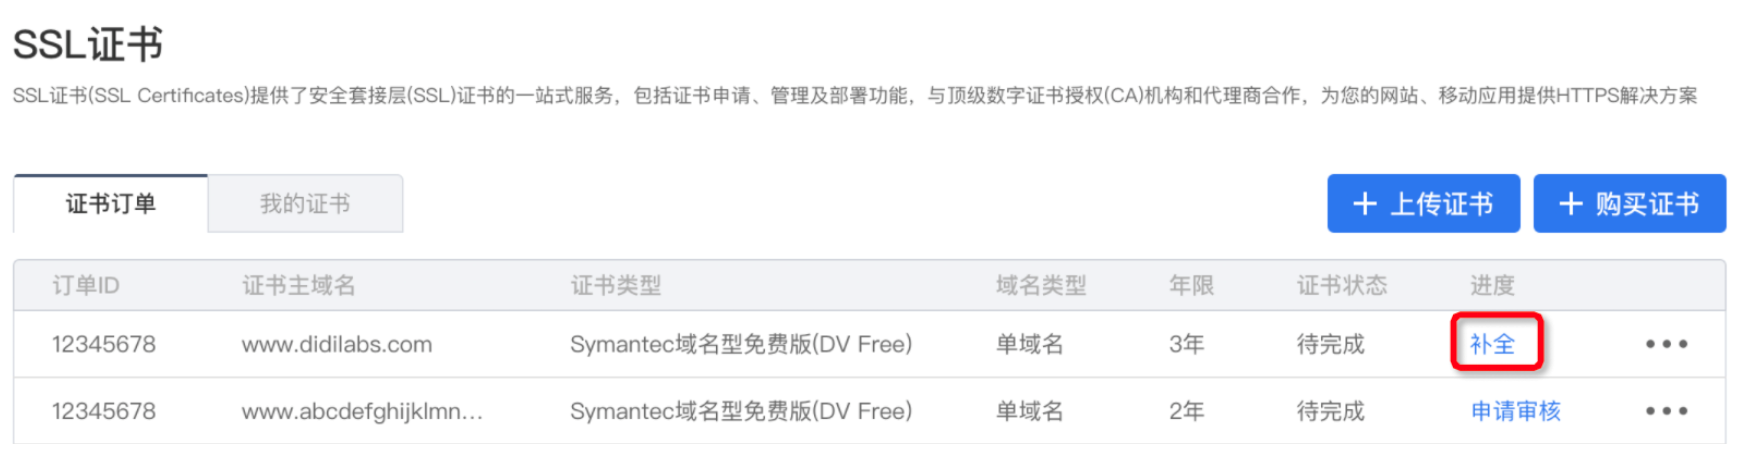 SSL证书
SSL证书(SSL Certificates)提供了安全套接层(SSL)证书的一站式服务，包括证书申请、管理及部署功能，与顶级数字证书授权(CA)机构和代理商合作，为您的网站、移动应用提供HTTPS解决方案
证书订单 我的证书 + 上传证书 + 购买证书
订单ID 证书主域名 证书类型 域名类型 年限 证书状态 进度
12345678 www.didilabs.com Symantec域名型免费版(DV Free) 单域名 3年 待完成 补全 •••
12345678 www.abcdefghijklmn... Symantec域名型免费版(DV Free) 单域名 2年 待完成 申请审核 •••